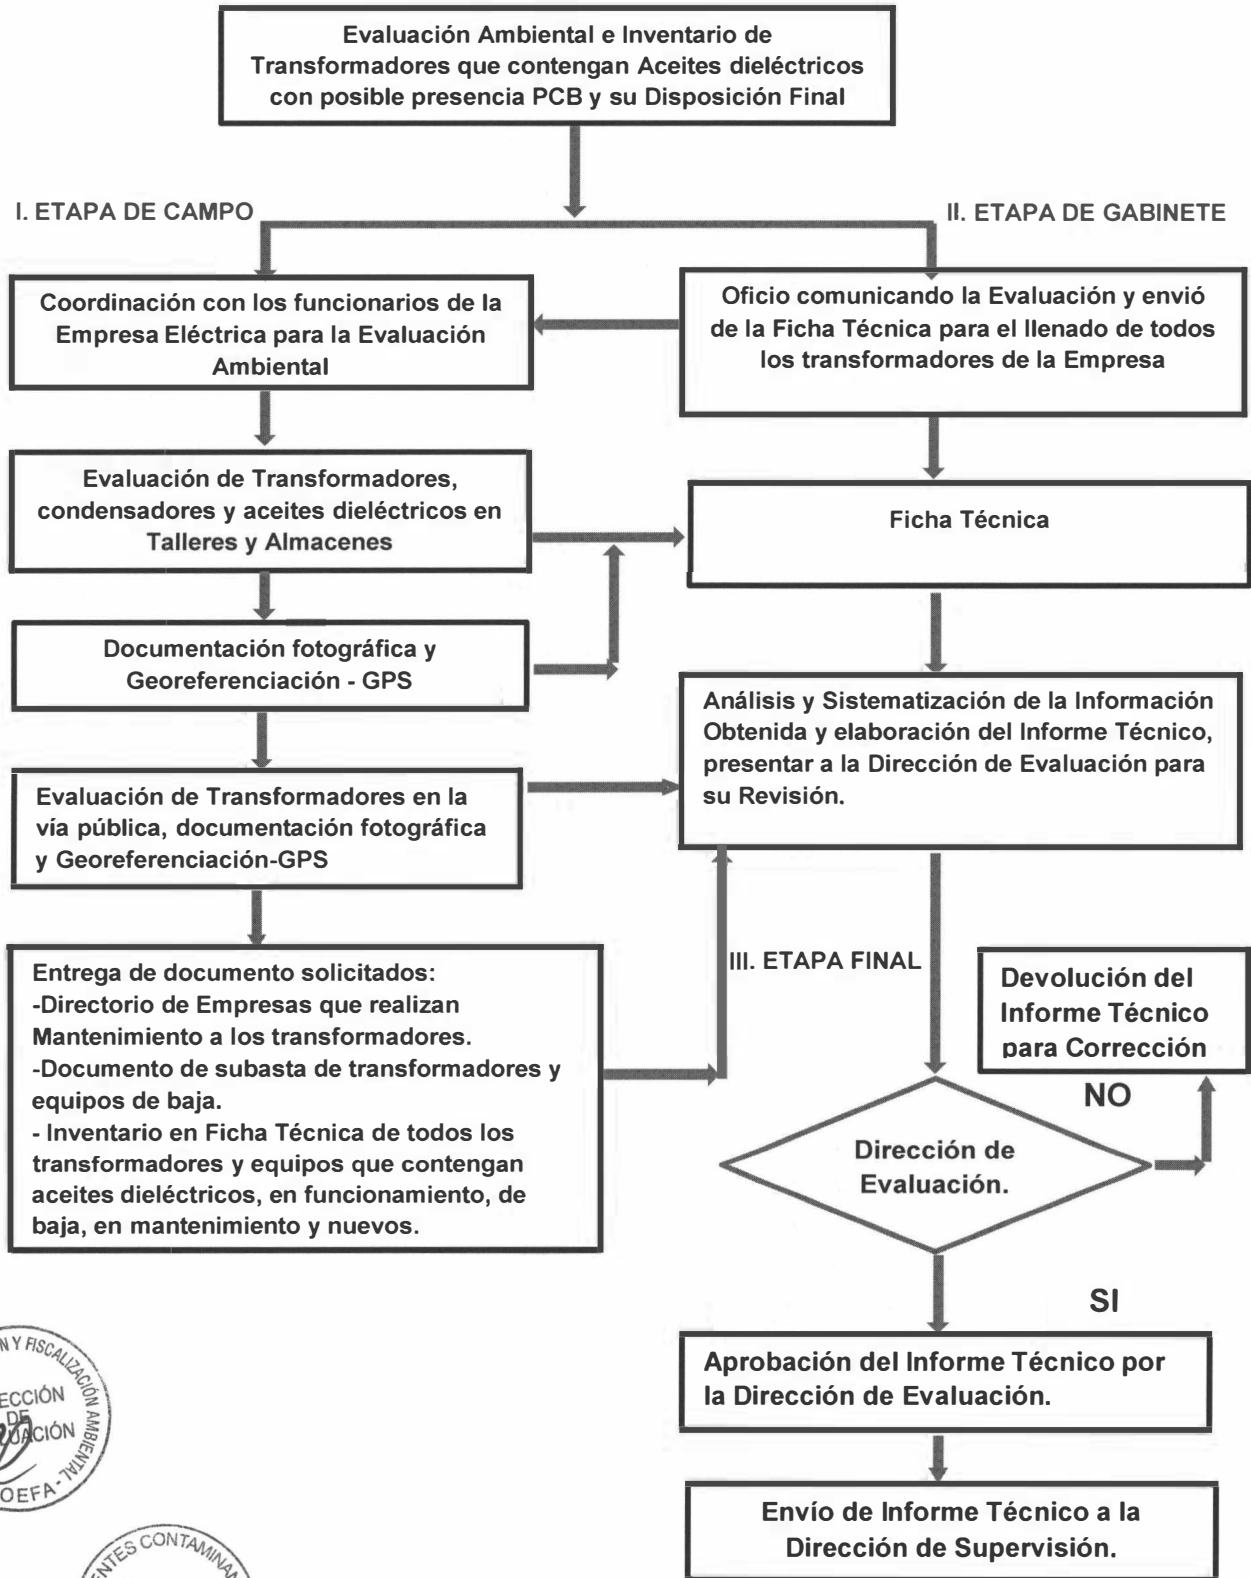 Evaluación Ambiental e Inventario de
Transformadores que contengan Aceites dieléctricos
con posible presencia PCB y su Disposición Final
I. ETAPA DE CAMPO
II. ETAPA DE GABINETE
Coordinación con los funcionarios de la
Empresa Eléctrica para la Evaluación
Ambiental
Oficio comunicando la Evaluación y envió
de la Ficha Técnica para el llenado de todos
los transformadores de la Empresa
Evaluación de Transformadores,
condensadores y aceites dieléctricos en
Talleres y Almacenes
Ficha Técnica
Documentación fotográfica y
Georeferenciación - GPS
Análisis y Sistematización de la Información
Obtenida y elaboración del Informe Técnico,
presentar a la Dirección de Evaluación para
su Revisión.
Evaluación de Transformadores en la
vía pública, documentación fotográfica
y Georeferenciación-GPS
III. ETAPA FINAL
Entrega de documento solicitados:
-Directorio de Empresas que realizan
Mantenimiento a los transformadores.
-Documento de subasta de transformadores y
equipos de baja.
- Inventario en Ficha Técnica de todos los
transformadores y equipos que contengan
aceites dieléctricos, en funcionamiento, de
baja, en mantenimiento y nuevos.
Devolución del
Informe Técnico
para Corrección
NO
Dirección de
Evaluación.
SI
Aprobación del Informe Técnico por
la Dirección de Evaluación.
Envío de Informe Técnico a la
Dirección de Supervisión.
N Y FISCALIZACIÓN AMBIENTAL -
ECCIÓN
DE
UACIÓN
OEFA